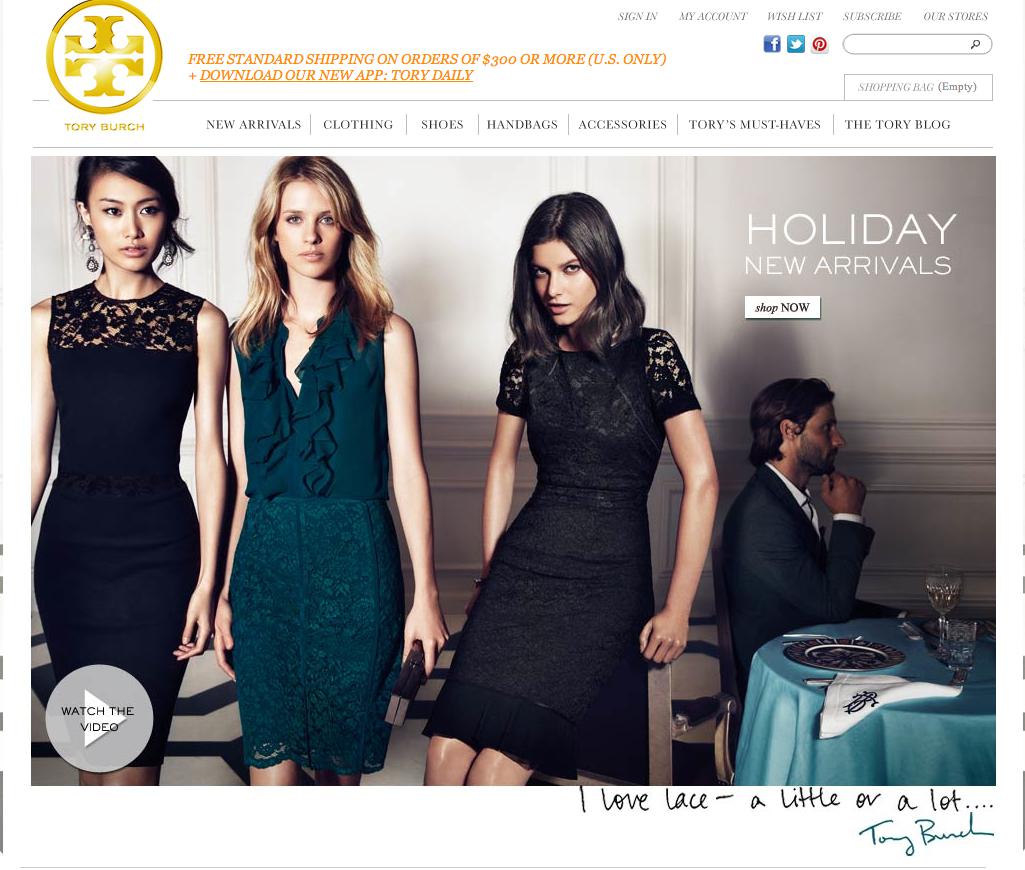 SIGN IN MY ACCOUNT WISH LIST SUBSCRIBE OUR STORES
FREE STANDARD SHIPPING ON ORDERS OF $300 OR MORE (U.S. ONLY)
+ DOWNLOAD OUR NEW APP: TORY DAILY
SHOPPING BAG (Empty)
TORY BURCH
NEW ARRIVALS CLOTHING SHOES HANDBAGS ACCESSORIES TORY'S MUST-HAVES THE TORY BLOG
HOLIDAY
NEW ARRIVALS
shop NOW
WATCH THE
VIDEO
I love lace – a little or a lot....
Tory Burch